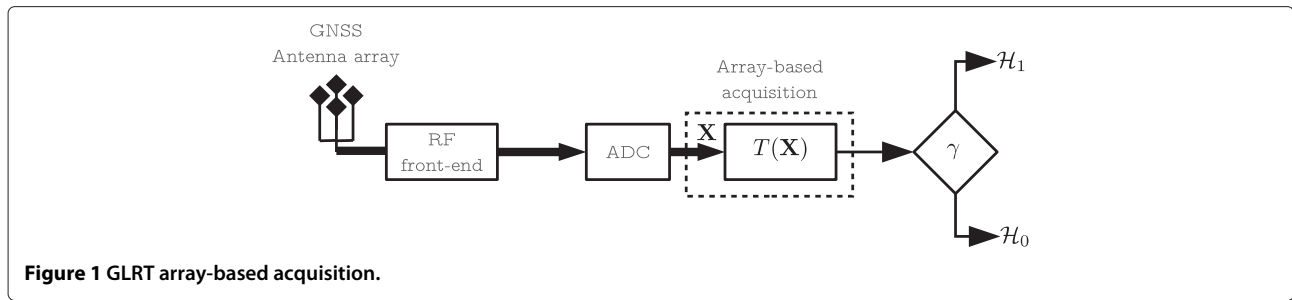 GNSS
Antenna array
RF
front-end
ADC
Array-based
acquisition
X
T(X)
γ
ℋ₁
ℋ₀
Figure 1 GLRT array-based acquisition.